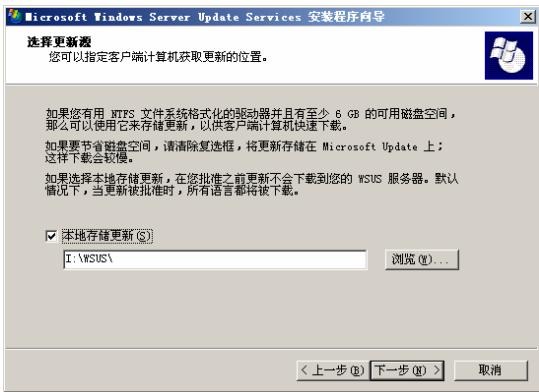 Microsoft Windows Server Update Services 安装程序向导
选择更新源
您可以指定客户端计算机获取更新的位置。
如果您有用 NTFS 文件系统格式化的驱动器并且有至少 6 GB 的可用磁盘空间，
那么可以使用它来存储更新，以供客户端计算机快速下载。
如果要节省磁盘空间，请清除复选框，将更新存储在 Microsoft Update 上；
这样下载会较慢。
如果选择本地存储更新，在您批准之前更新不会下载到您的 WSUS 服务器。默认
情况下，当更新被批准时，所有语言都将被下载。
本地存储更新(S)
I:\WSUS\
浏览(W)...
< 上一步(B)
下一步(N) >
取消